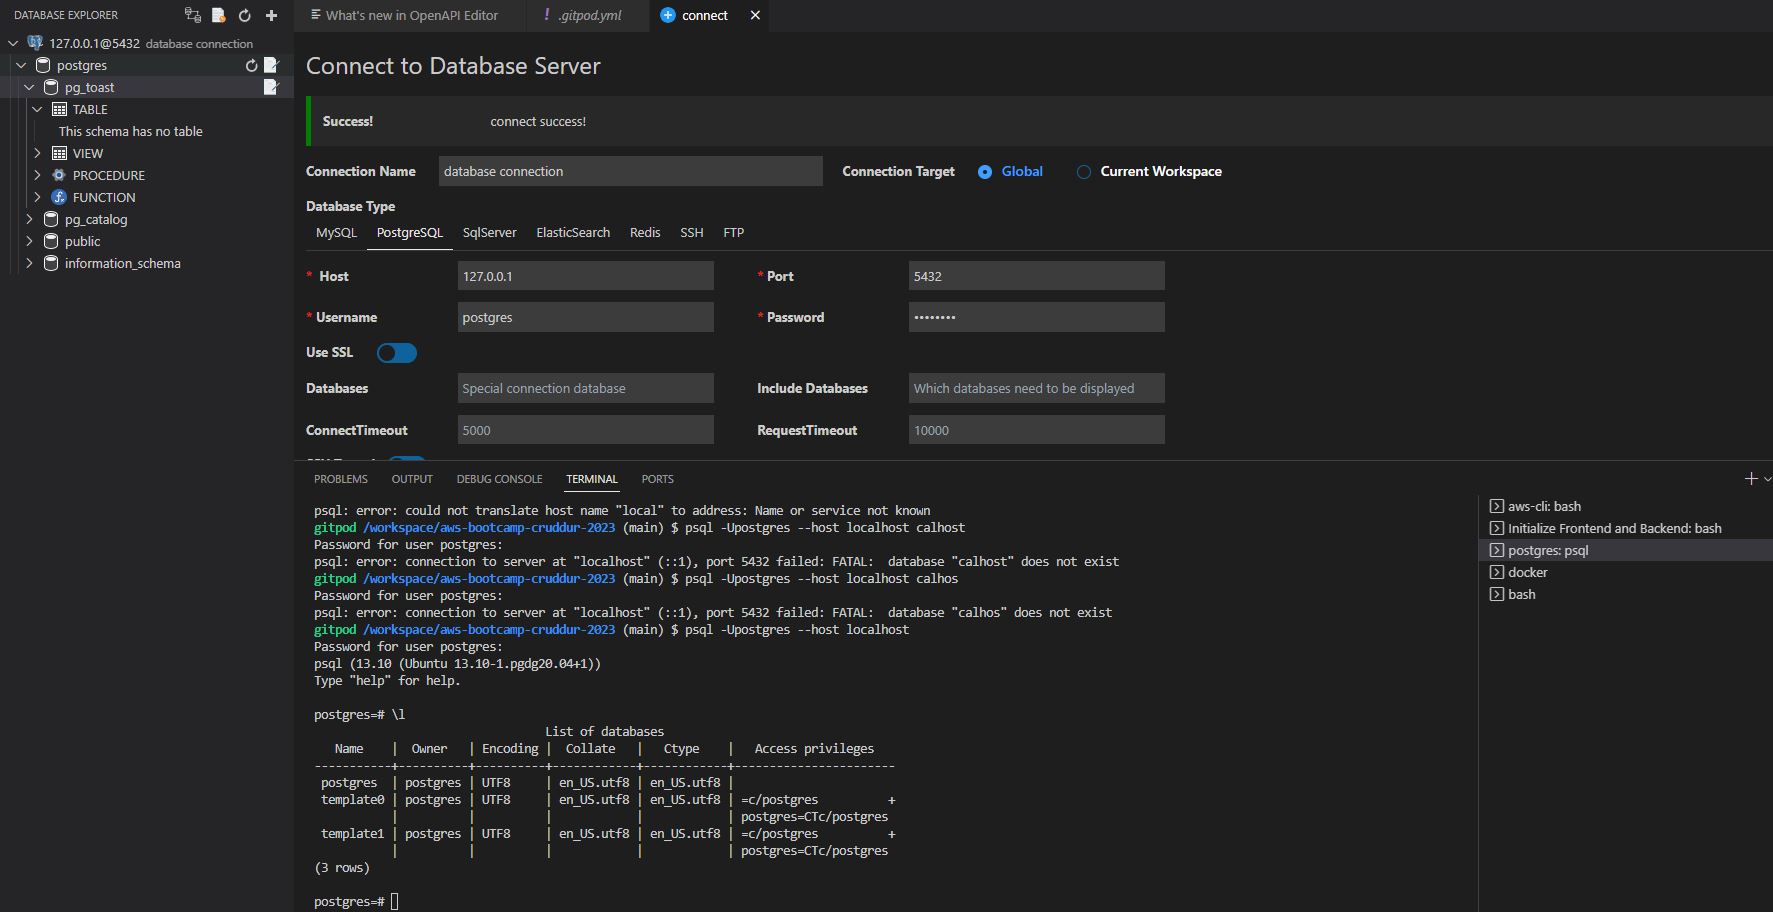 DATABASE EXPLORER
127.0.0.1@5432 database connection
postgres
pg_toast
TABLE
This schema has no table
VIEW
PROCEDURE
FUNCTION
pg_catalog
public
information_schema
What's new in OpenAPI Editor
! .gitpod.yml
connect
Connect to Database Server
Success! connect success!
Connection Name database connection Connection Target Global Current Workspace
Database Type
MySQL PostgreSQL SqlServer ElasticSearch Redis SSH FTP
* Host 127.0.0.1 * Port 5432
* Username postgres * Password ••••••••
Use SSL
Databases Special connection database Include Databases Which databases need to be displayed
ConnectTimeout 5000 RequestTimeout 10000
PROBLEMS OUTPUT DEBUG CONSOLE TERMINAL PORTS
psql: error: could not translate host name "local" to address: Name or service not known
gitpod /workspace/aws-bootcamp-cruddur-2023 (main) $ psql -Upostgres --host localhost calhost
Password for user postgres:
psql: error: connection to server at "localhost" (::1), port 5432 failed: FATAL:  database "calhost" does not exist
gitpod /workspace/aws-bootcamp-cruddur-2023 (main) $ psql -Upostgres --host localhost calhos
Password for user postgres:
psql: error: connection to server at "localhost" (::1), port 5432 failed: FATAL:  database "calhos" does not exist
gitpod /workspace/aws-bootcamp-cruddur-2023 (main) $ psql -Upostgres --host localhost
Password for user postgres:
psql (13.10 (Ubuntu 13.10-1.pgdg20.04+1))
Type "help" for help.
postgres=# \l
List of databases
Name | Owner | Encoding | Collate | Ctype | Access privileges
-----------+----------+----------+------------+------------+-----------------------
postgres | postgres | UTF8 | en_US.utf8 | en_US.utf8 |
template0 | postgres | UTF8 | en_US.utf8 | en_US.utf8 | =c/postgres +
| | | | | postgres=CTc/postgres
template1 | postgres | UTF8 | en_US.utf8 | en_US.utf8 | =c/postgres +
| | | | | postgres=CTc/postgres
(3 rows)
postgres=#
aws-cli: bash
Initialize Frontend and Backend: bash
postgres: psql
docker
bash